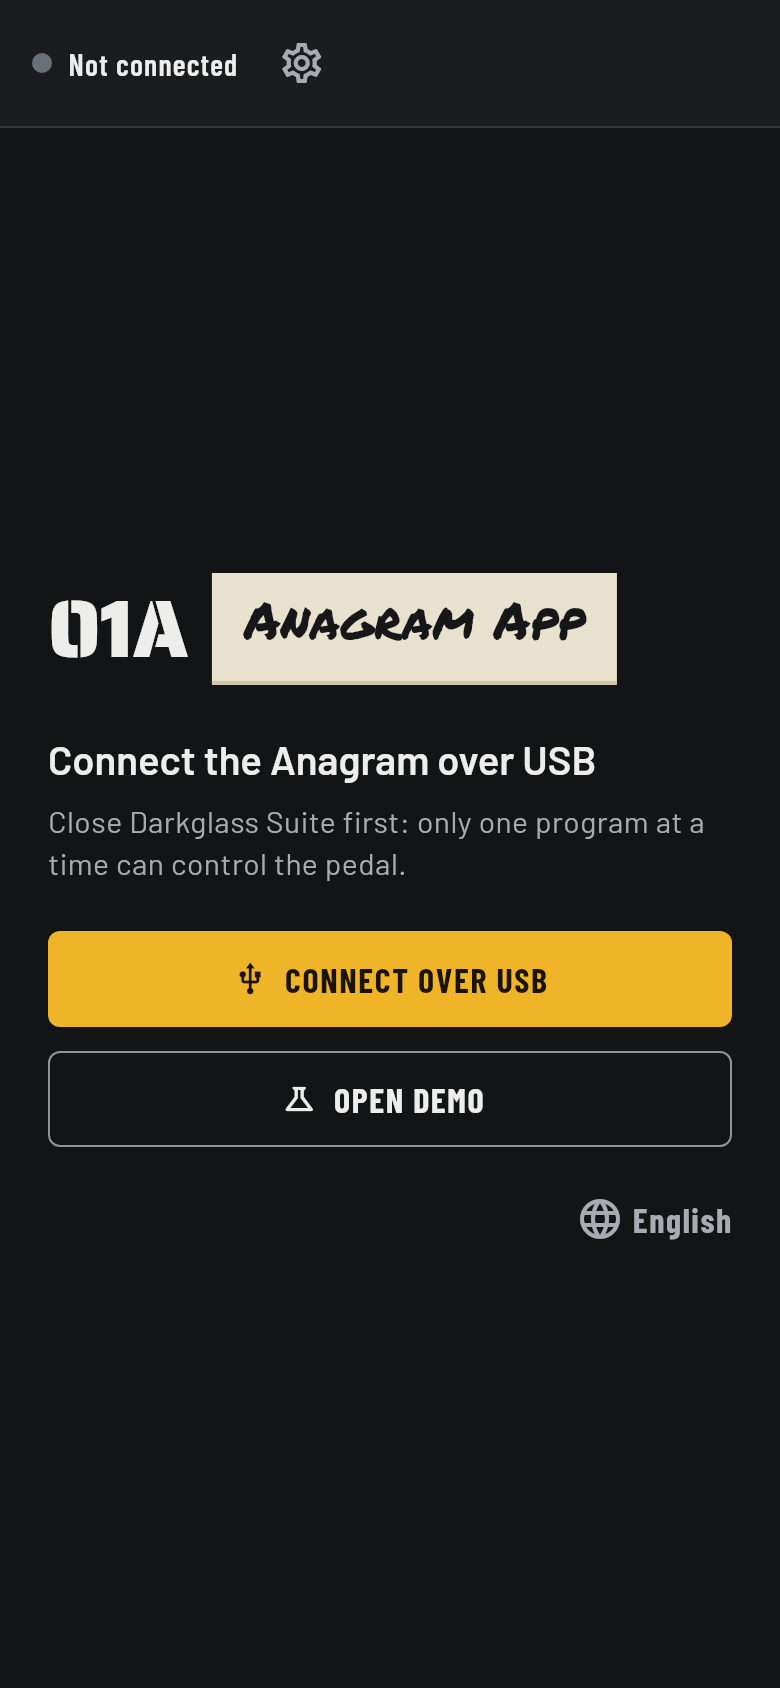 Not connected
01A
Anagram App
Connect the Anagram over USB
Close Darkglass Suite first: only one program at a
time can control the pedal.
CONNECT OVER USB
OPEN DEMO
English